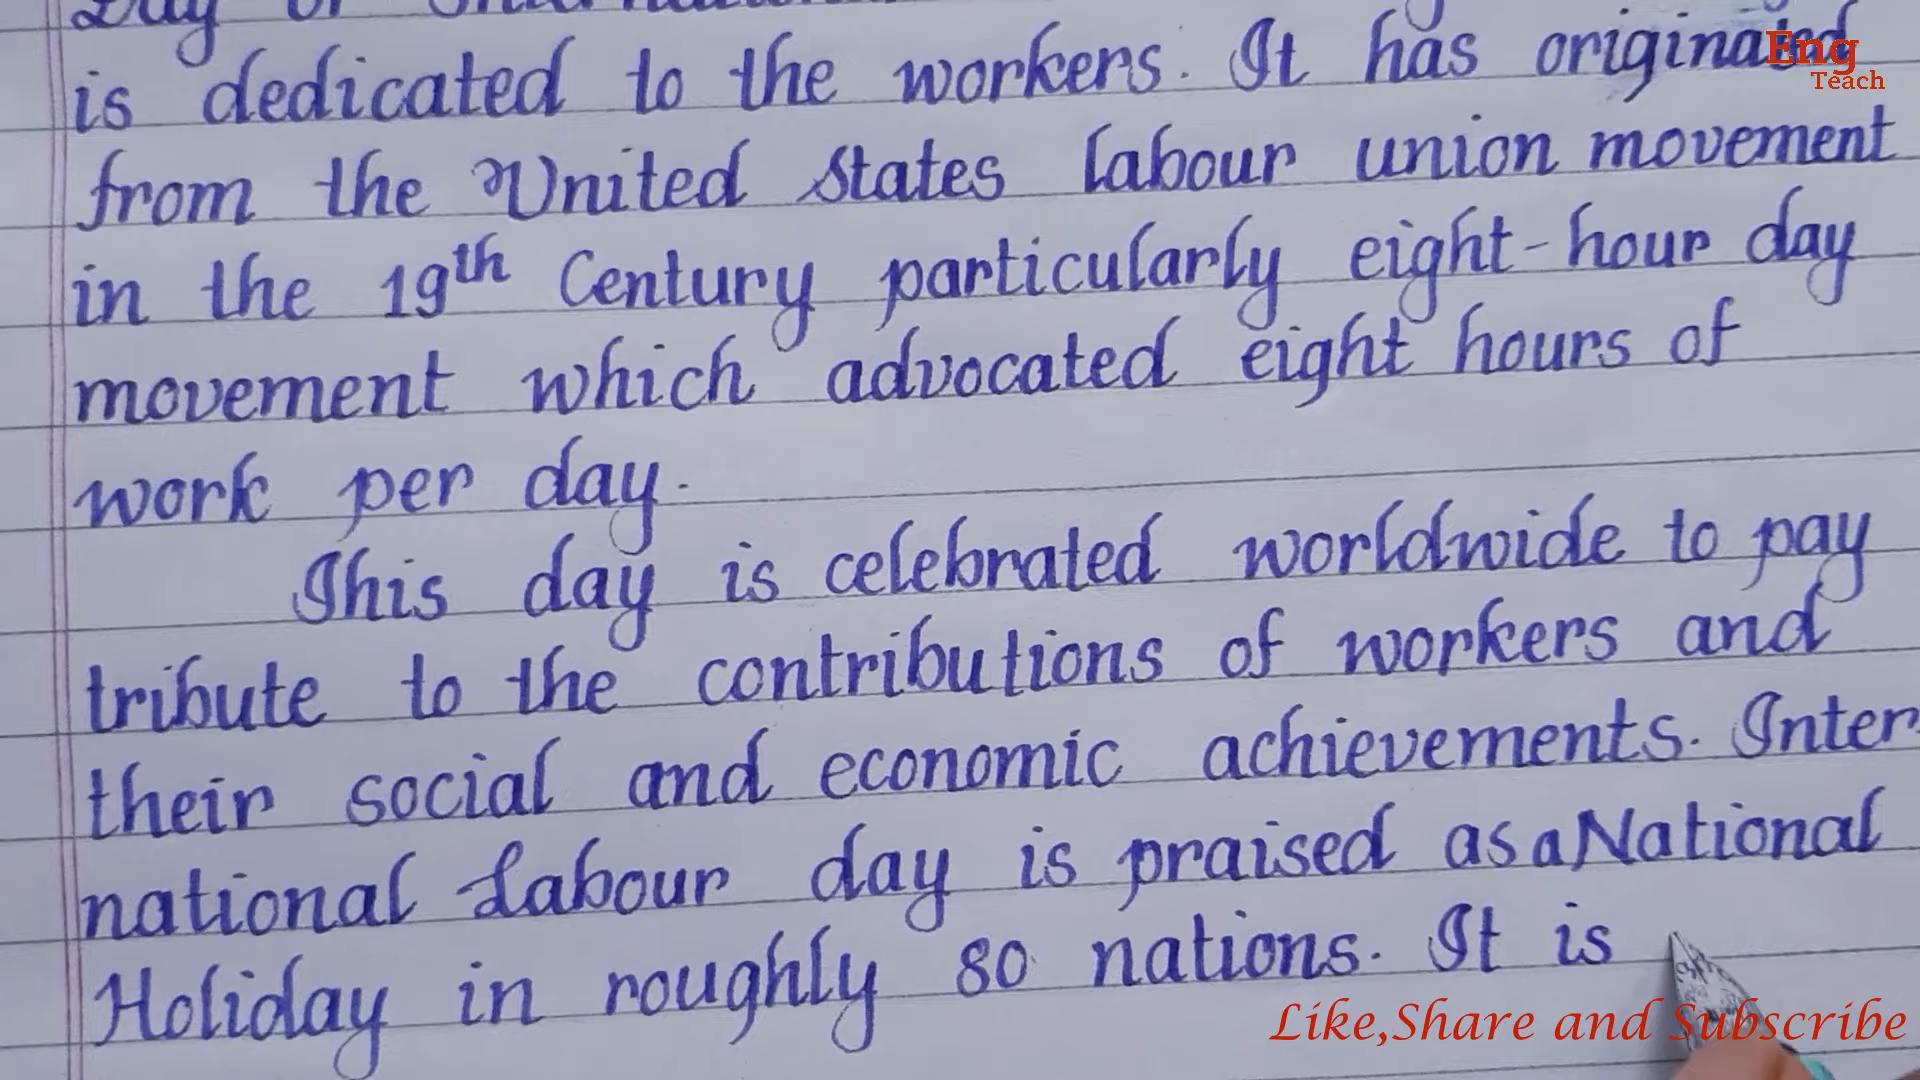 Day of International
is dedicated to the workers. It has originated
from the United States labour union movement
in the 19th Century particularly eight-hour day
movement which advocated eight hours of
work per day.
This day is celebrated worldwide to pay
tribute to the contributions of workers and
their social and economic achievements. Inter-
national Labour day is praised as a National
Holiday in roughly 80 nations. It is
Eng
Teach
Like,Share and Subscribe